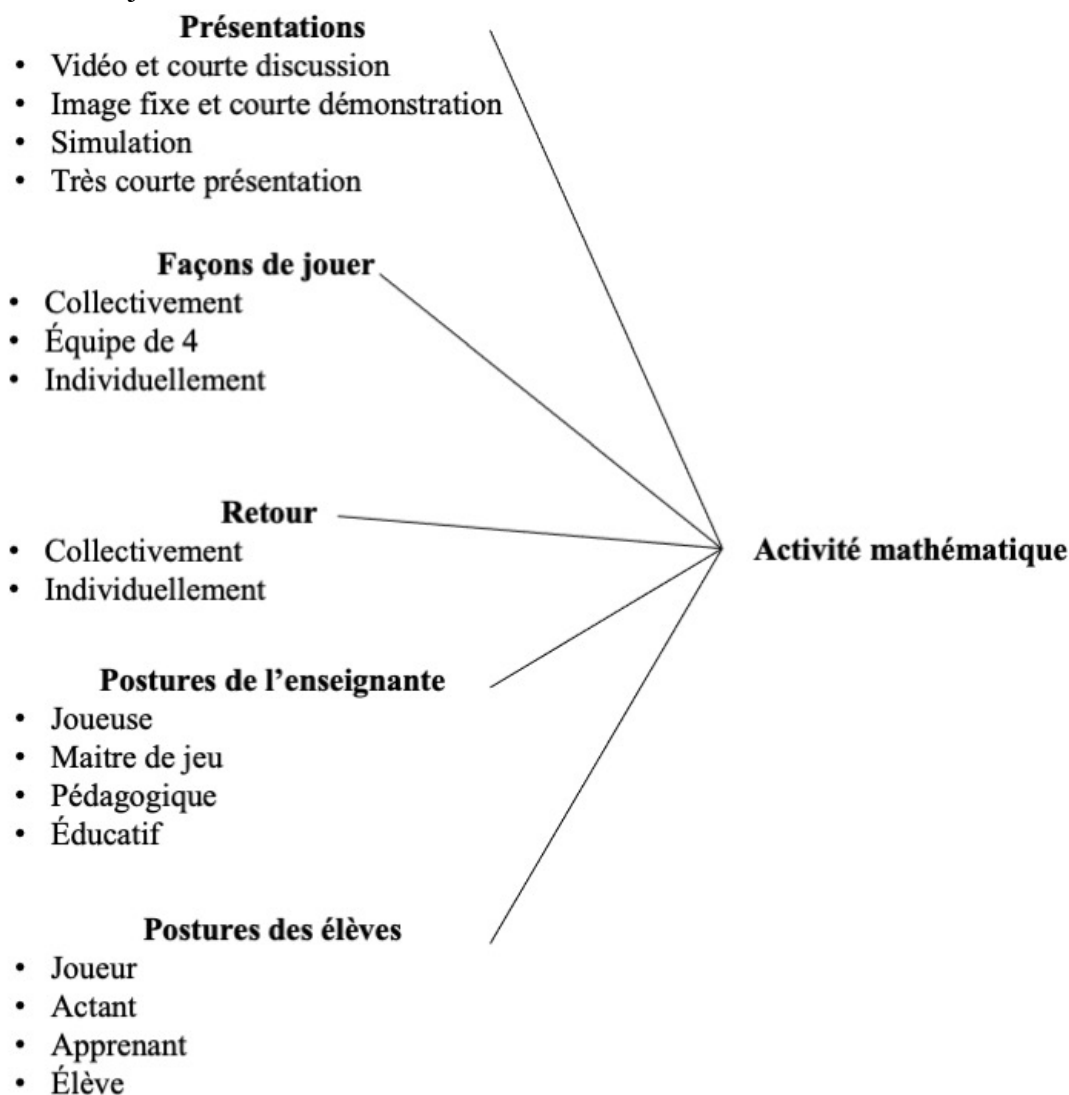 Présentations
• Vidéo et courte discussion
• Image fixe et courte démonstration
• Simulation
• Très courte présentation
Façons de jouer
• Collectivement
• Équipe de 4
• Individuellement
Retour
• Collectivement
• Individuellement
Activité mathématique
Postures de l’enseignante
• Joueuse
• Maitre de jeu
• Pédagogique
• Éducatif
Postures des élèves
• Joueur
• Actant
• Apprenant
• Élève